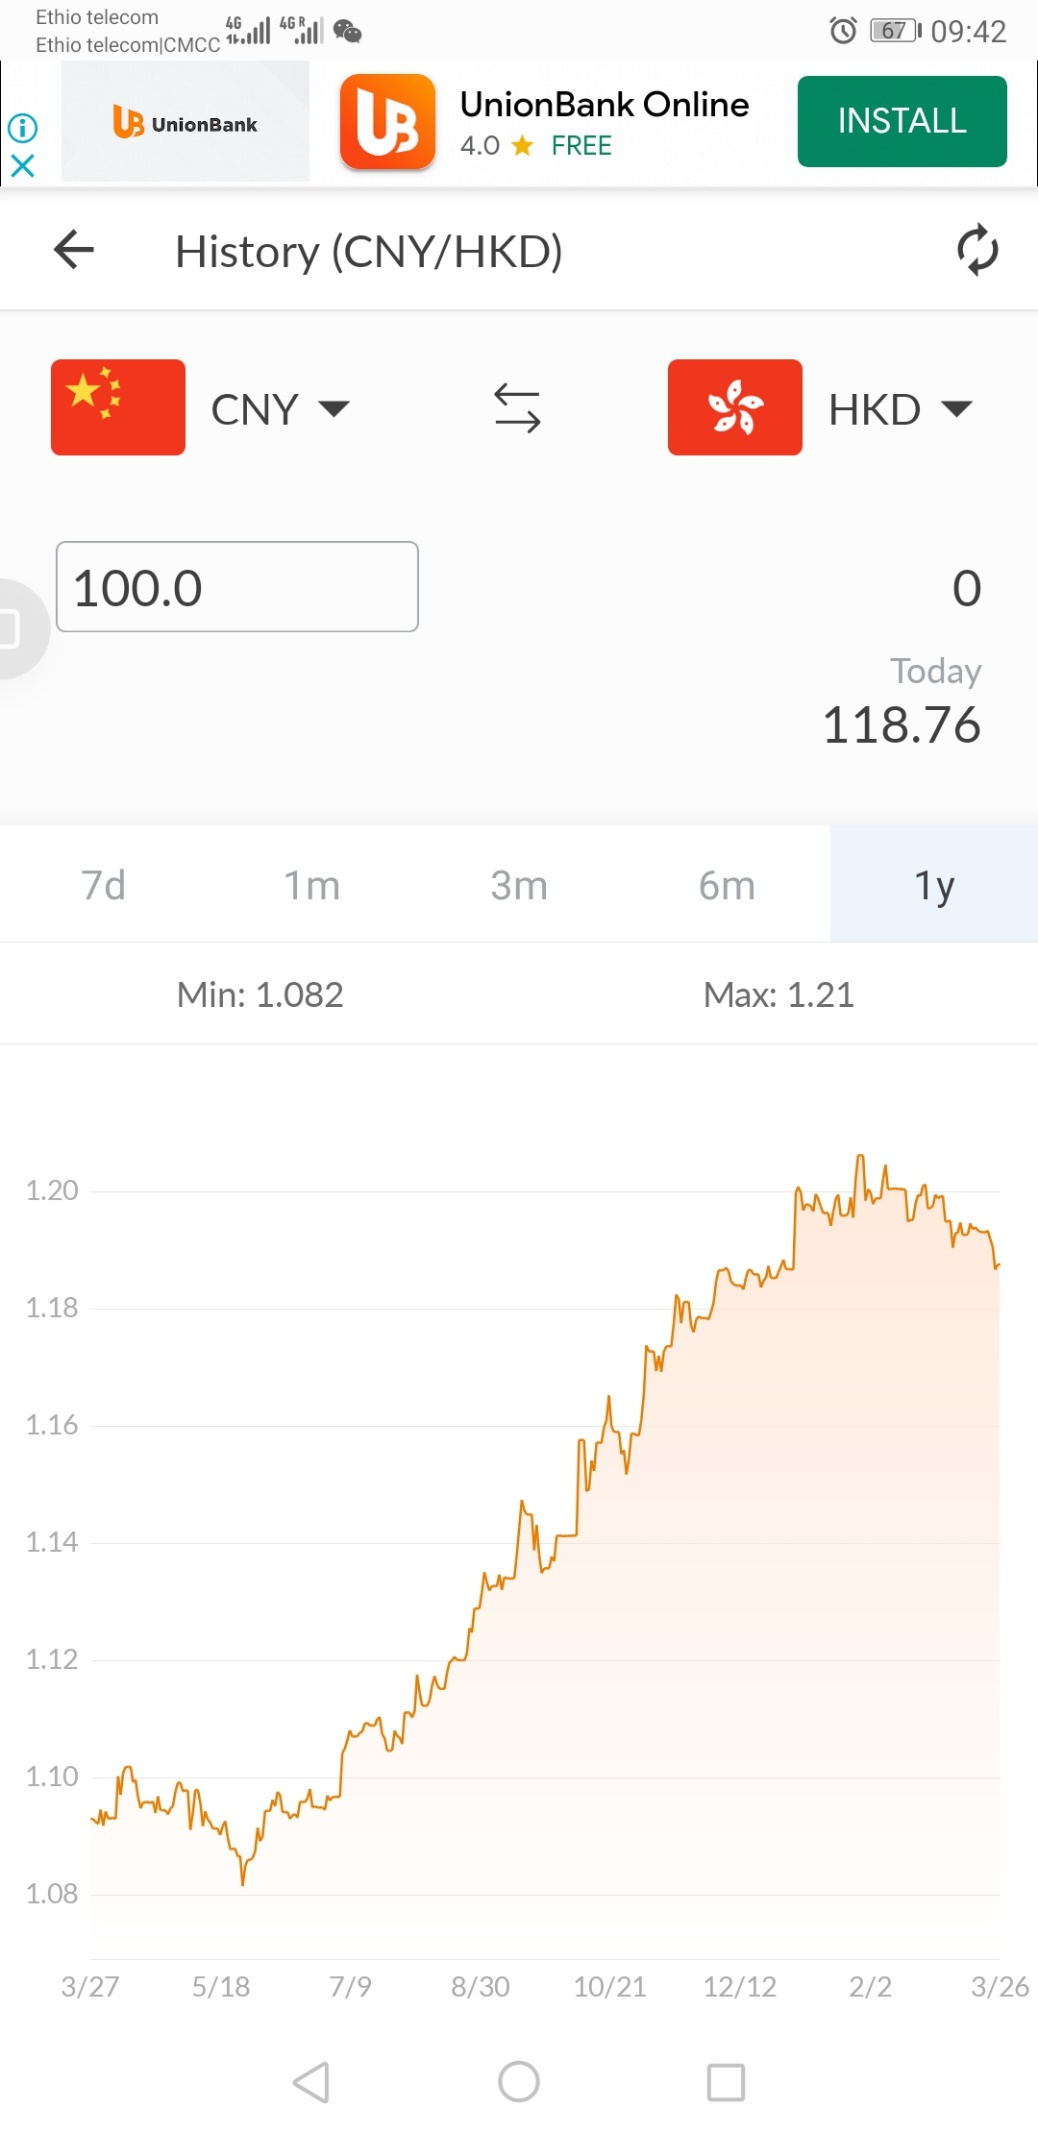 Ethio telecom
Ethio telecom|CMCC 4G 4G R 67 09:42
UnionBank
UB
UnionBank Online
4.0 FREE
INSTALL
History (CNY/HKD)
CNY HKD
100.0 0
Today
118.76
7d 1m 3m 6m 1y
Min: 1.082 Max: 1.21
1.20
1.18
1.16
1.14
1.12
1.10
1.08
3/27 5/18 7/9 8/30 10/21 12/12 2/2 3/26